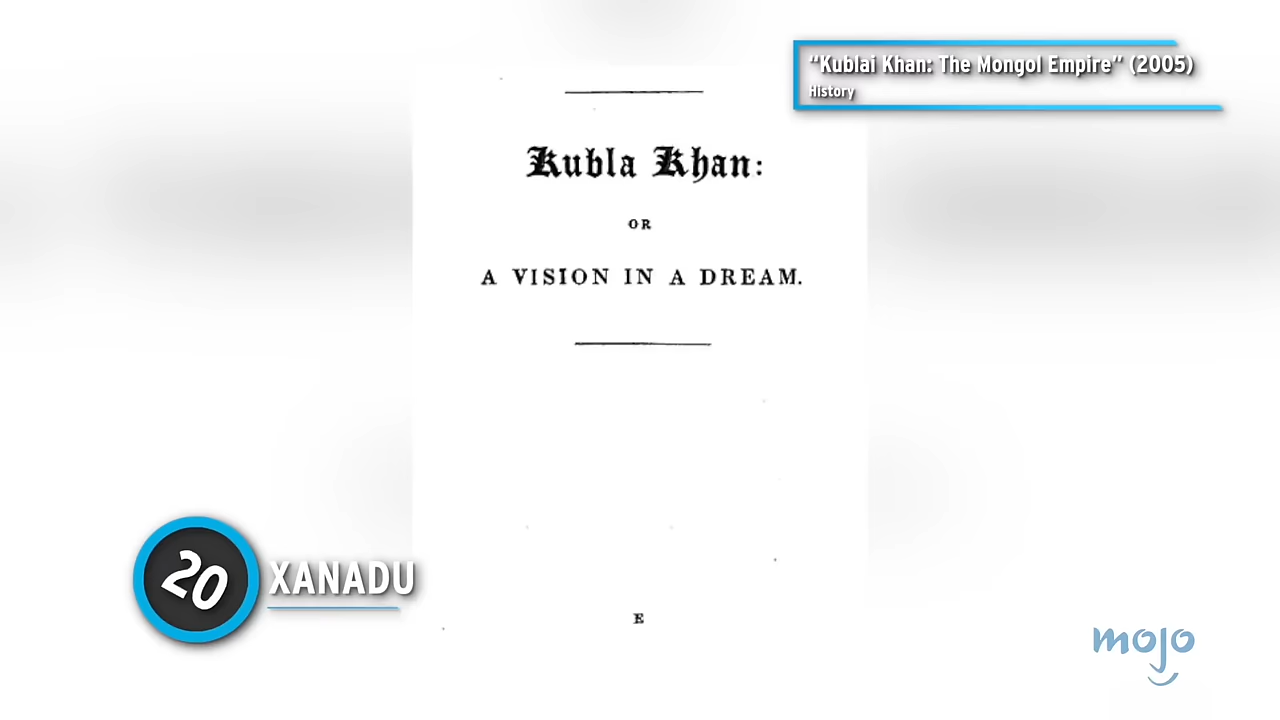 "Kublai Khan: The Mongol Empire" (2005)
History
Kubla Khan:
OR
A VISION IN A DREAM.
E
20 XANADU
mojo